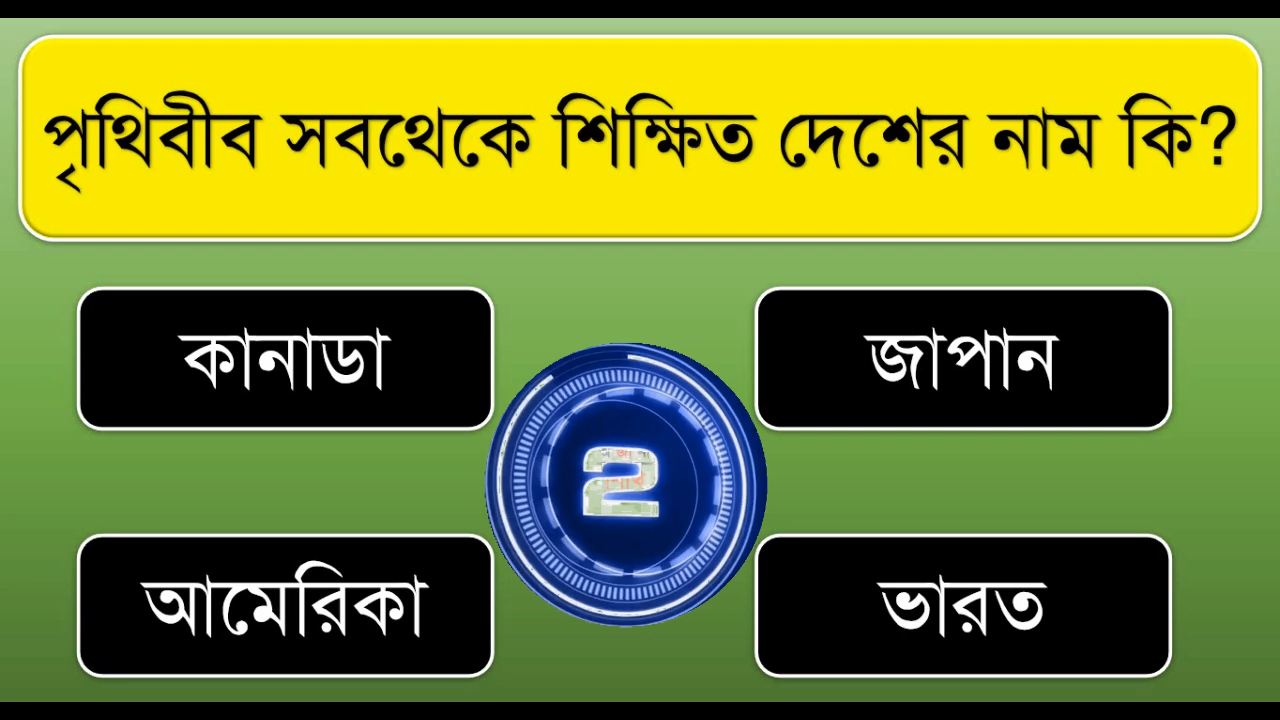 পৃথিবীব সবথেকে শিক্ষিত দেশের নাম কি?
কানাডা
জাপান
2
আমেরিকা
ভারত